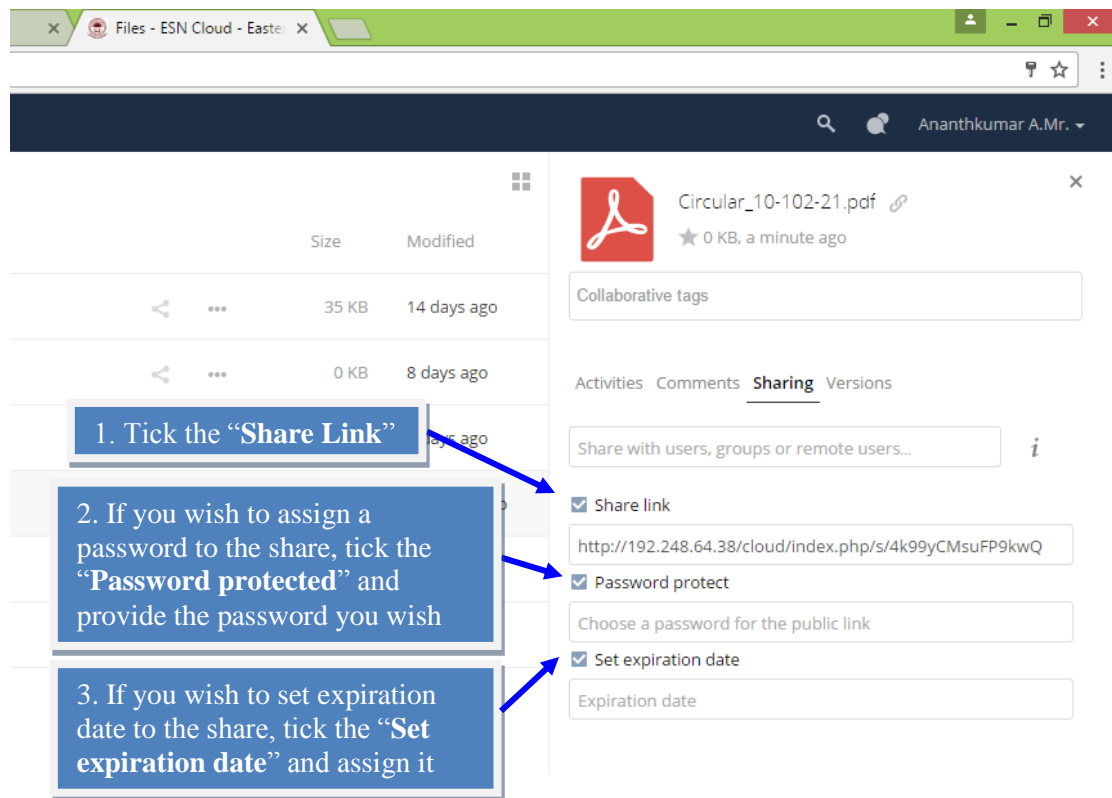 Files - ESN Cloud - Easter
Ananthkumar A.Mr.
Size Modified
35 KB 14 days ago
0 KB 8 days ago
days ago
Circular_10-102-21.pdf
0 KB, a minute ago
Collaborative tags
Activities Comments Sharing Versions
Share with users, groups or remote users...
i
Share link
http://192.248.64.38/cloud/index.php/s/4k99yCMsuFP9kwQ
Password protect
Choose a password for the public link
Set expiration date
Expiration date
1. Tick the “Share Link”
2. If you wish to assign a
password to the share, tick the
“Password protected” and
provide the password you wish
3. If you wish to set expiration
date to the share, tick the “Set
expiration date” and assign it